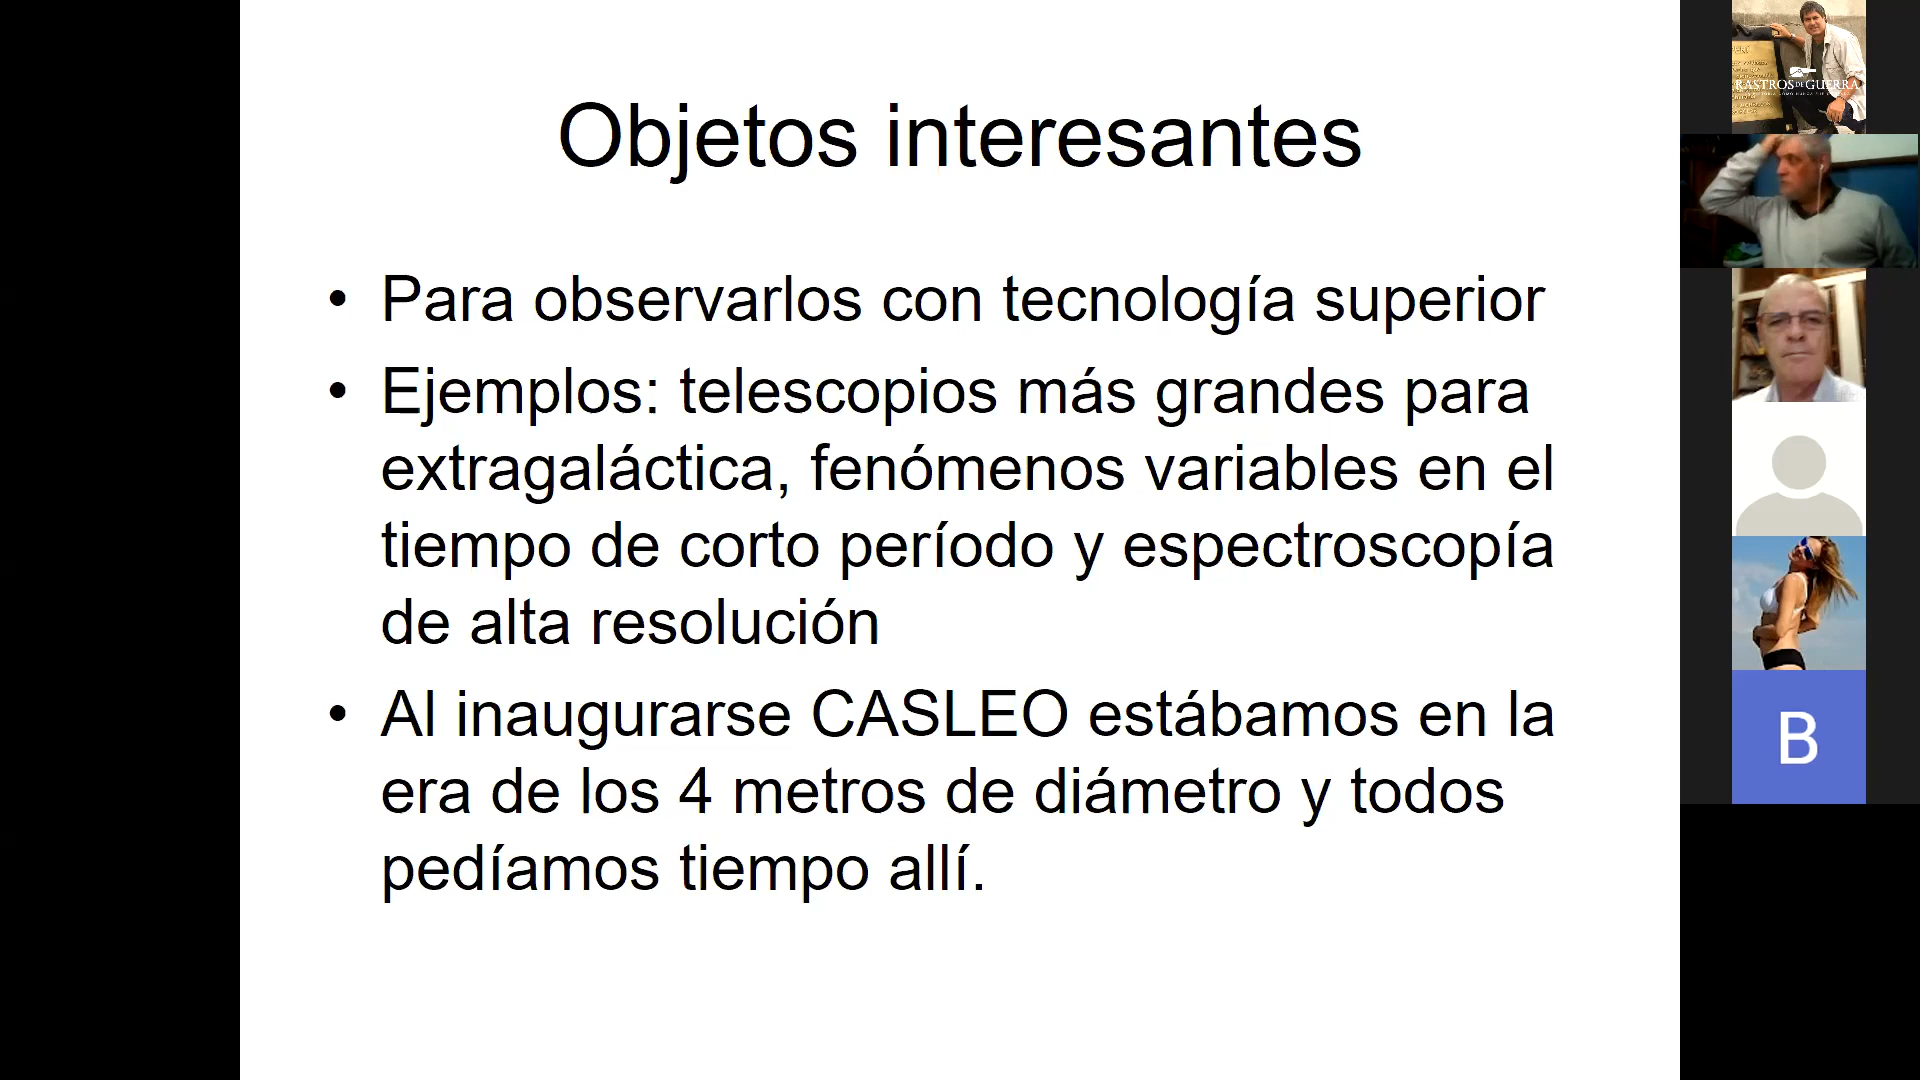 Objetos interesantes
• Para observarlos con tecnología superior
• Ejemplos: telescopios más grandes para
extragaláctica, fenómenos variables en el
tiempo de corto período y espectroscopía
de alta resolución
• Al inaugurarse CASLEO estábamos en la
era de los 4 metros de diámetro y todos
pedíamos tiempo allí.
RASTROS DE GUERRA
B